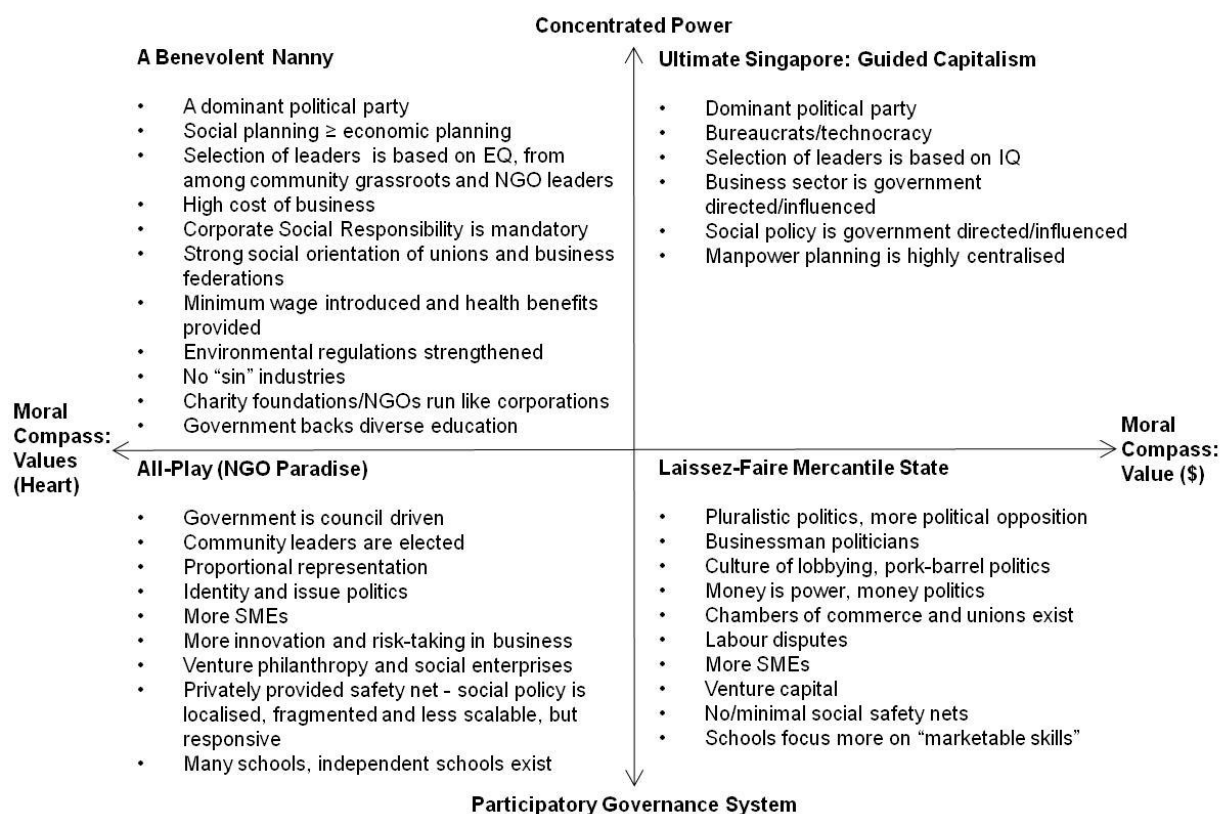 Concentrated Power
A Benevolent Nanny
• A dominant political party
• Social planning ≥ economic planning
• Selection of leaders is based on EQ, from
among community grassroots and NGO leaders
• High cost of business
• Corporate Social Responsibility is mandatory
• Strong social orientation of unions and business
federations
• Minimum wage introduced and health benefits
provided
• Environmental regulations strengthened
• No “sin” industries
• Charity foundations/NGOs run like corporations
• Government backs diverse education
Ultimate Singapore: Guided Capitalism
• Dominant political party
• Bureaucrats/technocracy
• Selection of leaders is based on IQ
• Business sector is government
directed/influenced
• Social policy is government directed/influenced
• Manpower planning is highly centralised
Moral
Compass:
Values
(Heart)
Moral
Compass:
Value ($)
All-Play (NGO Paradise)
• Government is council driven
• Community leaders are elected
• Proportional representation
• Identity and issue politics
• More SMEs
• More innovation and risk-taking in business
• Venture philanthropy and social enterprises
• Privately provided safety net - social policy is
localised, fragmented and less scalable, but
responsive
• Many schools, independent schools exist
Laissez-Faire Mercantile State
• Pluralistic politics, more political opposition
• Businessman politicians
• Culture of lobbying, pork-barrel politics
• Money is power, money politics
• Chambers of commerce and unions exist
• Labour disputes
• More SMEs
• Venture capital
• No/minimal social safety nets
• Schools focus more on “marketable skills”
Participatory Governance System